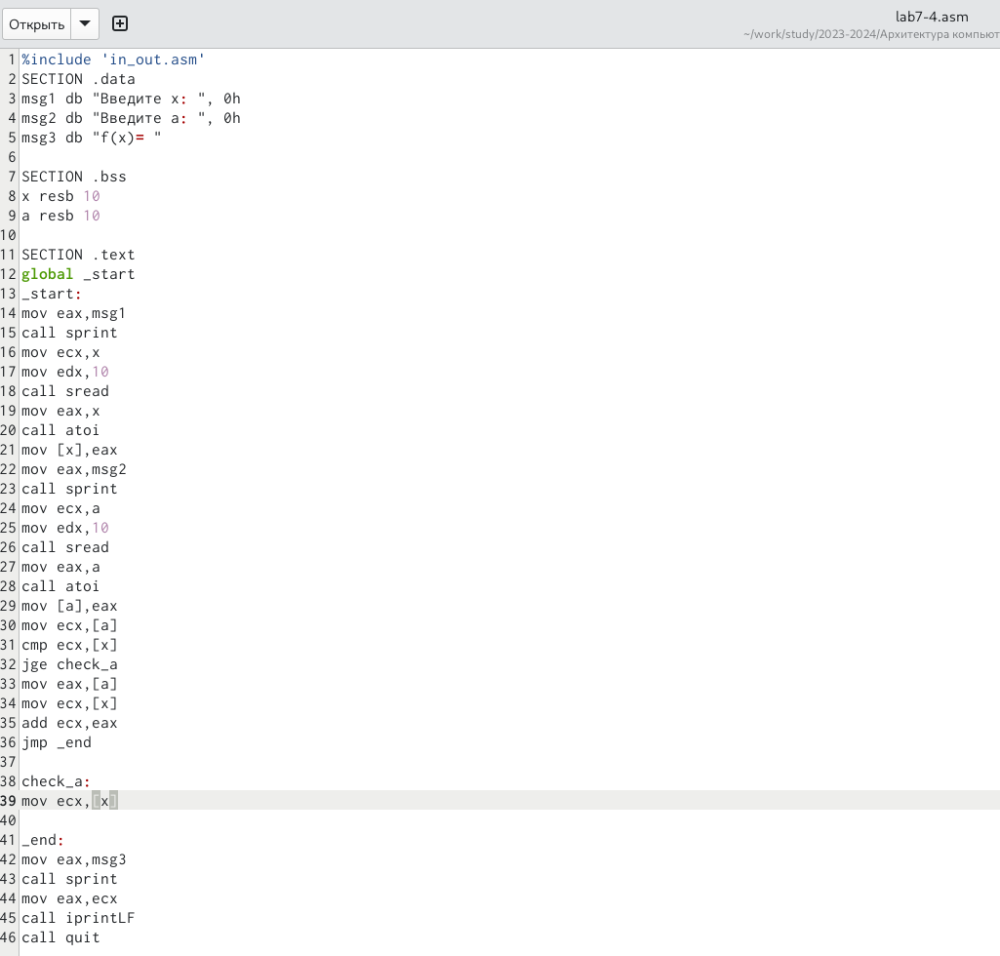 Открыть
lab7-4.asm
~/work/study/2023-2024/Архитектура компьют
1 %include 'in_out.asm'
2 SECTION .data
3 msg1 db "Введите x: ", 0h
4 msg2 db "Введите a: ", 0h
5 msg3 db "f(x)= "
6
7 SECTION .bss
8 x resb 10
9 a resb 10
10
11 SECTION .text
12 global _start
13 _start:
14 mov eax,msg1
15 call sprint
16 mov ecx,x
17 mov edx,10
18 call sread
19 mov eax,x
20 call atoi
21 mov [x],eax
22 mov eax,msg2
23 call sprint
24 mov ecx,a
25 mov edx,10
26 call sread
27 mov eax,a
28 call atoi
29 mov [a],eax
30 mov ecx,[a]
31 cmp ecx,[x]
32 jge check_a
33 mov eax,[a]
34 mov ecx,[x]
35 add ecx,eax
36 jmp _end
37
38 check_a:
39 mov ecx,[x]
40
41 _end:
42 mov eax,msg3
43 call sprint
44 mov eax,ecx
45 call iprintLF
46 call quit